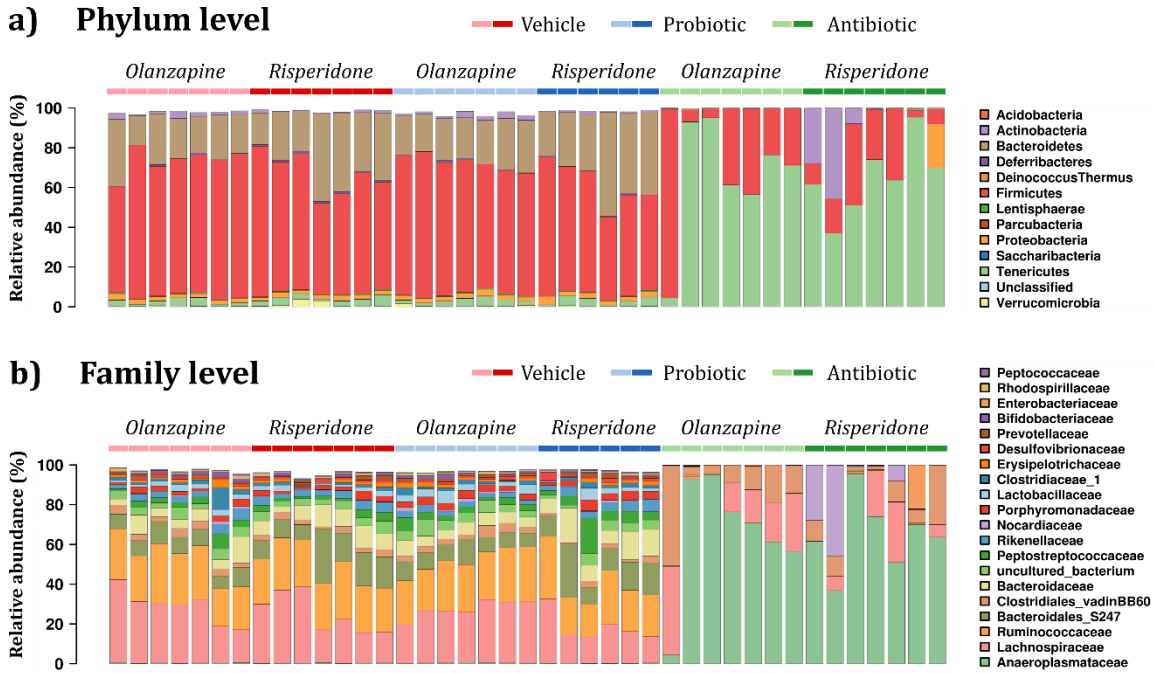 a) Phylum level
Vehicle Probiotic Antibiotic
Olanzapine Risperidone Olanzapine Risperidone Olanzapine Risperidone
Relative abundance (%)
100
80
60
40
20
0
Acidobacteria
Actinobacteria
Bacteroidetes
Deferribacteres
DeinococcusThermus
Firmicutes
Lentisphaerae
Parcubacteria
Proteobacteria
Saccharibacteria
Tenericutes
Unclassified
Verrucomicrobia
b) Family level
Vehicle Probiotic Antibiotic
Olanzapine Risperidone Olanzapine Risperidone Olanzapine Risperidone
Relative abundance (%)
100
80
60
40
20
0
Peptococcaceae
Rhodospirillaceae
Enterobacteriaceae
Bifidobacteriaceae
Prevotellaceae
Desulfovibrionaceae
Erysipelotrichaceae
Clostridiaceae_1
Lactobacillaceae
Porphyromonadaceae
Nocardiaceae
Rikenellaceae
Peptostreptococcaceae
uncultured_bacterium
Bacteroidaceae
Clostridiales_vadinBB60
Bacteroidales_S247
Ruminococcaceae
Lachnospiraceae
Anaeroplasmataceae